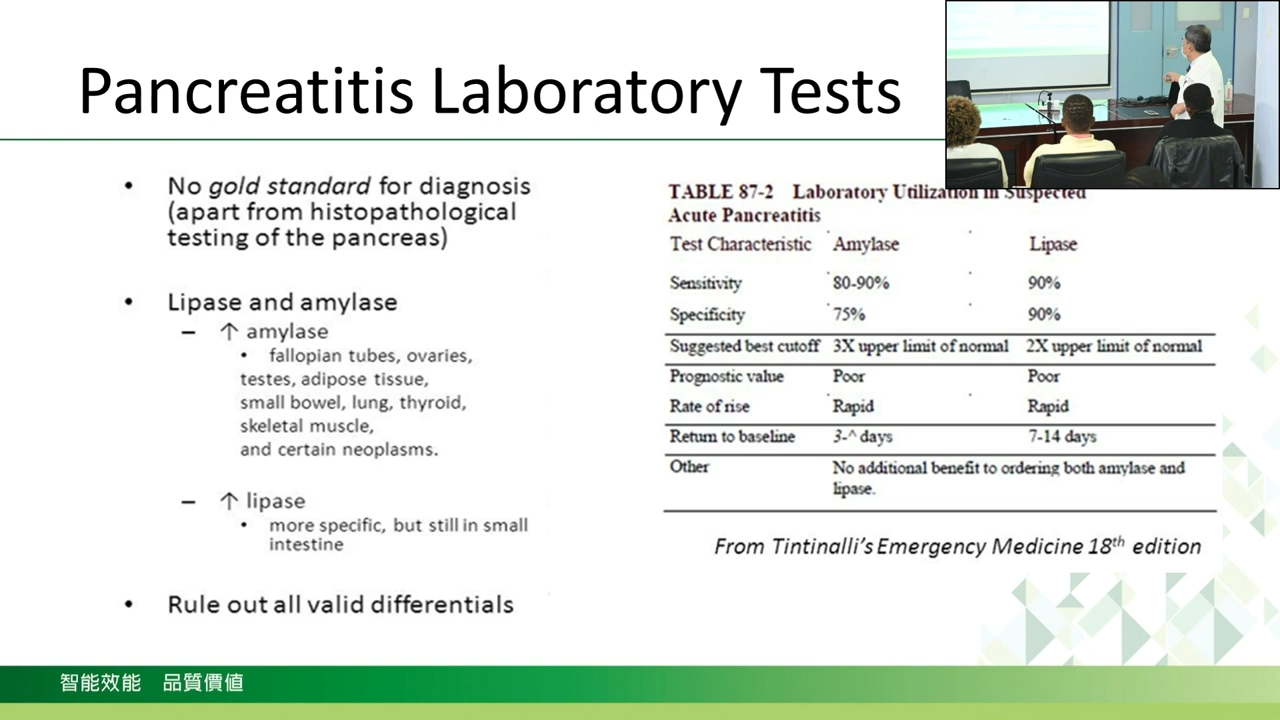 Pancreatitis Laboratory Tests
• No gold standard for diagnosis
(apart from histopathological
testing of the pancreas)
• Lipase and amylase
– ↑ amylase
• fallopian tubes, ovaries,
testes, adipose tissue,
small bowel, lung, thyroid,
skeletal muscle,
and certain neoplasms.
– ↑ lipase
• more specific, but still in small
intestine
• Rule out all valid differentials
TABLE 87-2 Laboratory Utilization in Suspected
Acute Pancreatitis
Test Characteristic Amylase Lipase
Sensitivity 80-90% 90%
Specificity 75% 90%
Suggested best cutoff 3X upper limit of normal 2X upper limit of normal
Prognostic value Poor Poor
Rate of rise Rapid Rapid
Return to baseline 3-^ days 7-14 days
Other No additional benefit to ordering both amylase and
lipase.
From Tintinalli's Emergency Medicine 18th edition
智能效能 品質價值